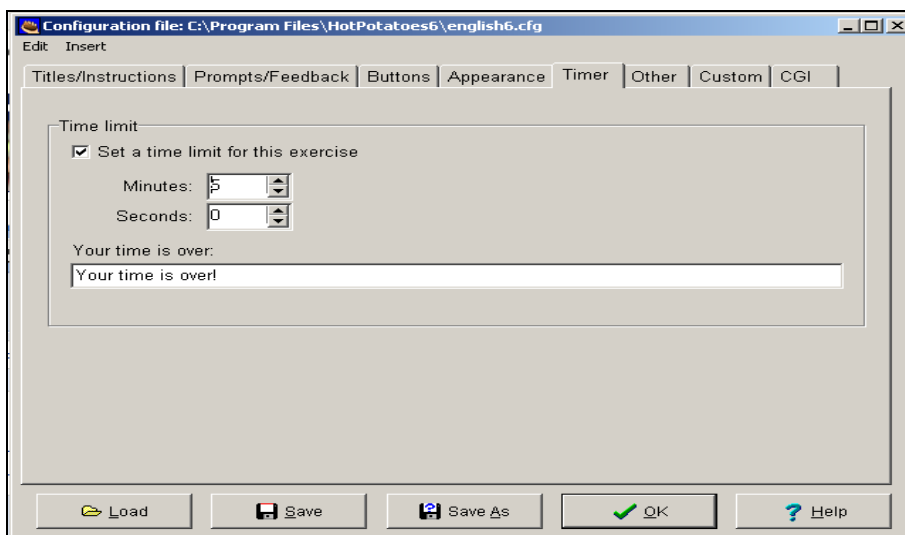 Configuration file: C:\Program Files\HotPotatoes6\english6.cfg
Edit Insert
Titles/Instructions Prompts/Feedback Buttons Appearance Timer Other Custom CGI
Time limit
Set a time limit for this exercise
Minutes: 5
Seconds: 0
Your time is over:
Your time is over!
Load Save Save As OK Help